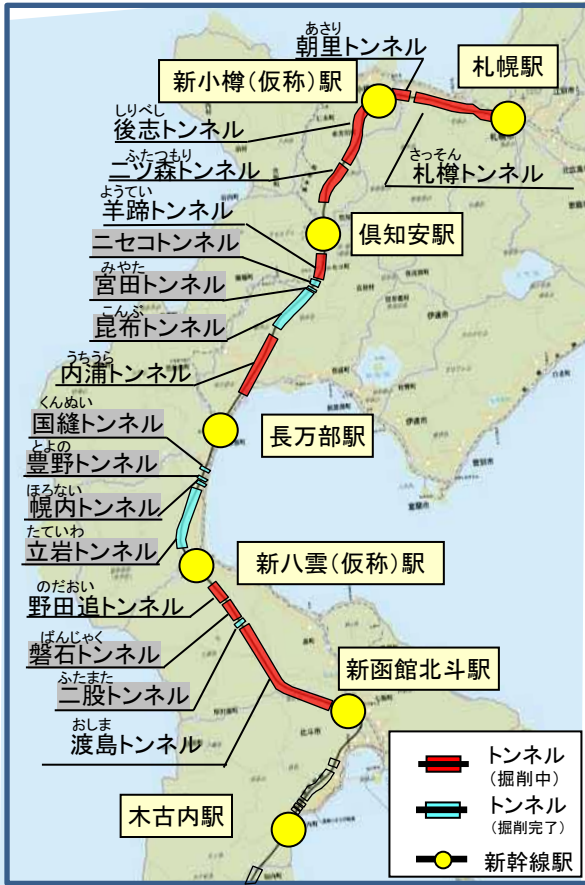 あさり
朝里トンネル
札幌駅
新小樽(仮称)駅
しりべし
後志トンネル
さっそん
札樽トンネル
ふたつもり
二ツ森トンネル
ようてい
羊蹄トンネル
倶知安駅
ニセコトンネル
みやた
宮田トンネル
こんぶ
昆布トンネル
うちうら
内浦トンネル
長万部駅
くんぬい
国縫トンネル
とよの
豊野トンネル
ほろない
幌内トンネル
たていわ
立岩トンネル
新八雲(仮称)駅
のだおい
野田追トンネル
ばんじゃく
磐石トンネル
ふたまた
二股トンネル
新函館北斗駅
おしま
渡島トンネル
木古内駅
トンネル
(掘削中)
トンネル
(掘削完了)
新幹線駅